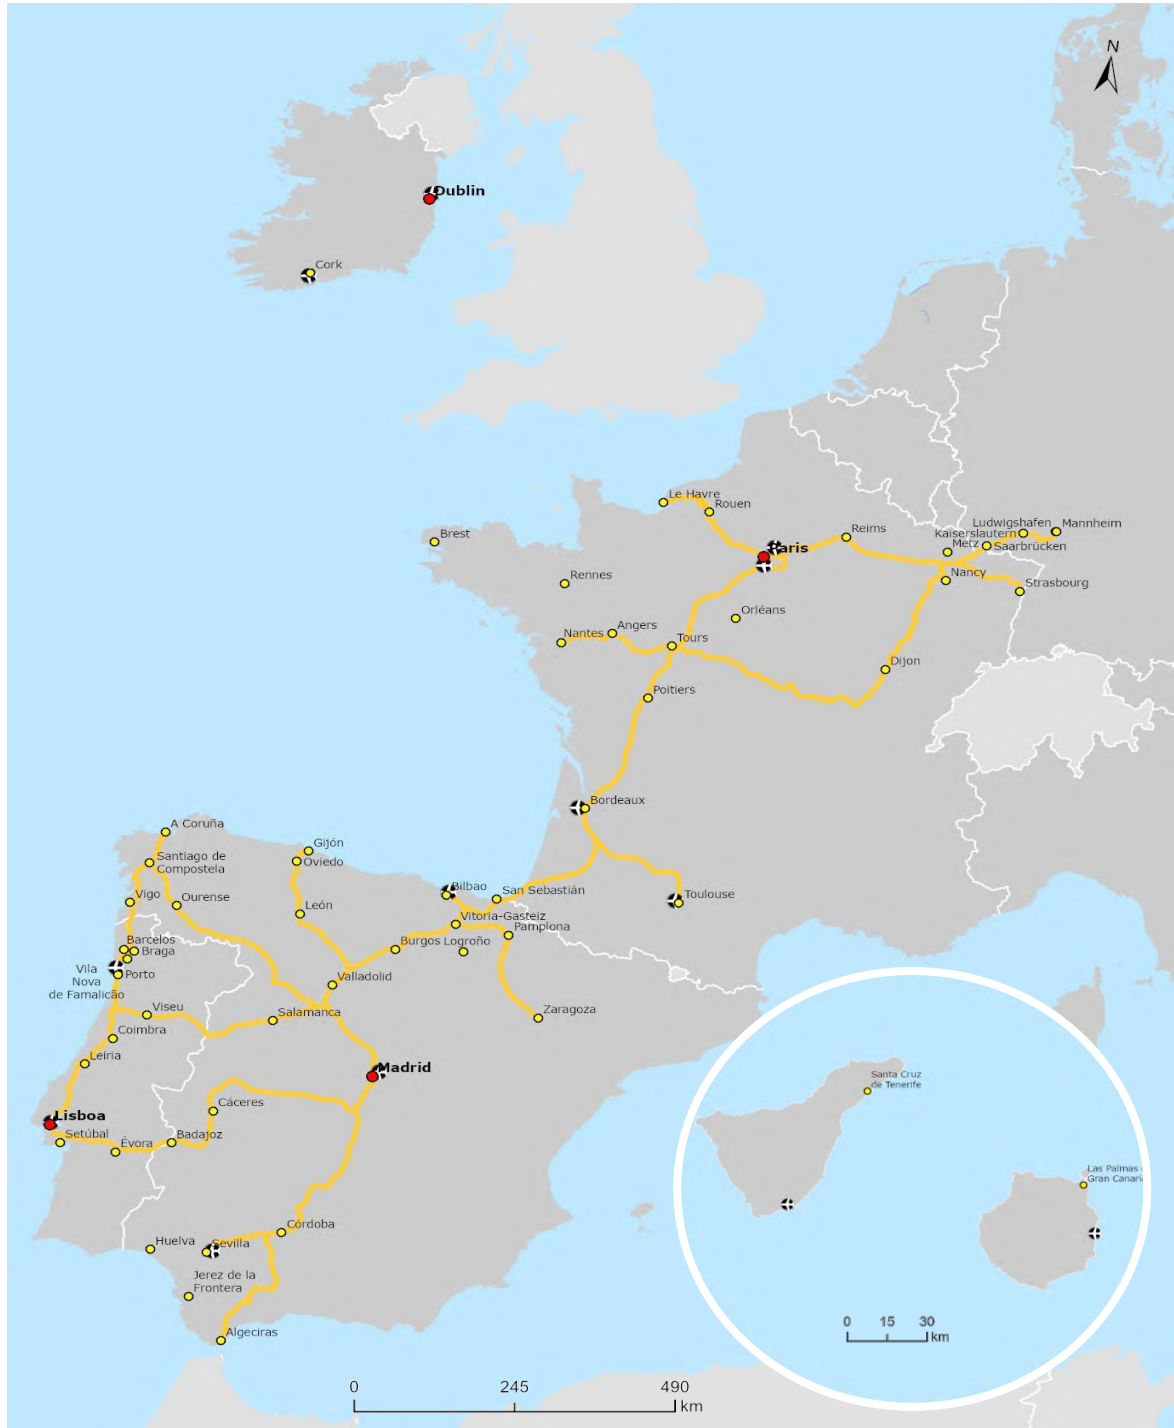 N
Dublin
Cork
Le Havre
Rouen
Reims
Ludwigshafen
Mannheim
Kaiserslautern
Metz
Saarbrücken
Brest
Paris
Rennes
Nancy
Strasbourg
Orléans
Nantes
Angers
Tours
Dijon
Poitiers
Bordeaux
A Coruña
Gijón
Santiago de
Compostela
Oviedo
Bilbao
San Sebastián
Toulouse
Vigo
Ourense
León
Vitoria-Gasteiz
Pamplona
Barcelos
Braga
Burgos
Logroño
Vila
Nova
de Famalicão
Porto
Valladolid
Viseu
Salamanca
Zaragoza
Coimbra
Leiria
Madrid
Santa Cruz
de Tenerife
Lisboa
Cáceres
Setúbal
Évora
Badajoz
Las Palmas
Gran Canaria
Córdoba
Huelva
Sevilla
Jerez de la
Frontera
Algeciras
0 15 30
km
0 245 490
km